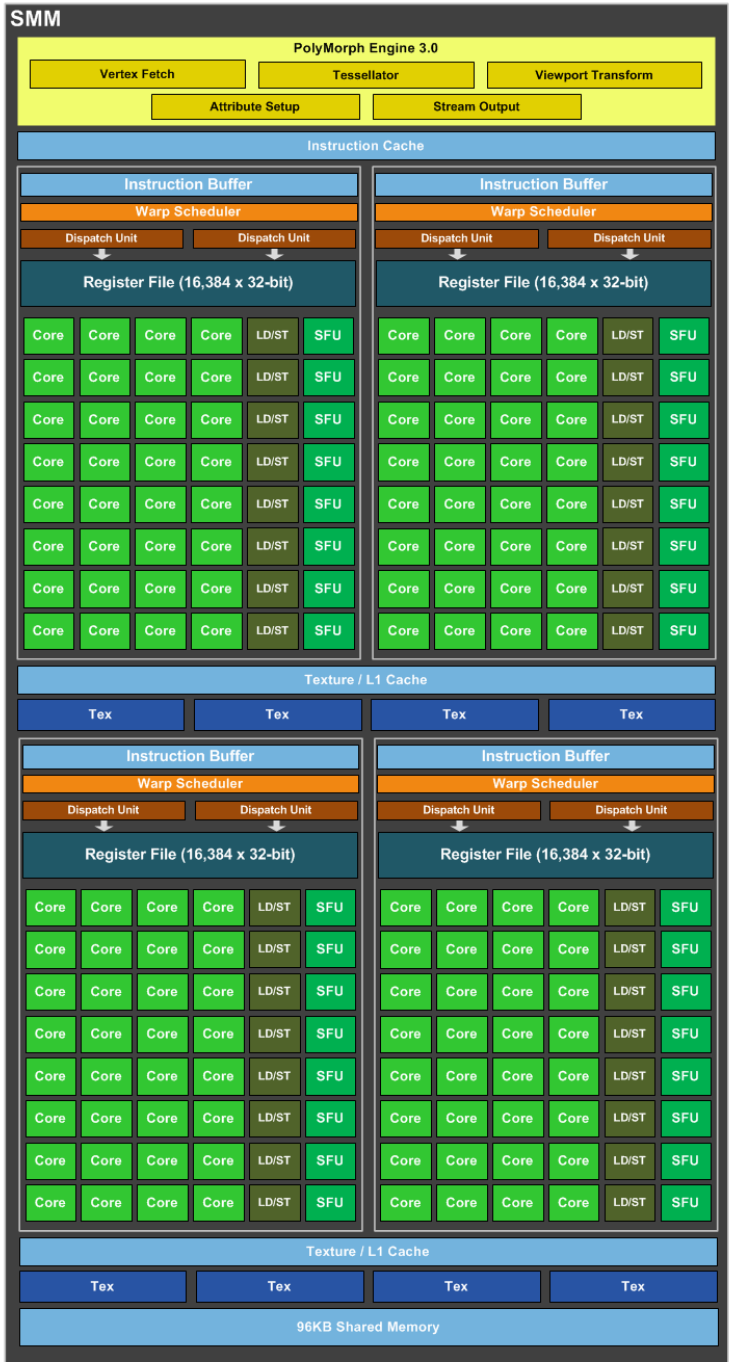 SMM
PolyMorph Engine 3.0
Vertex Fetch Tessellator Viewport Transform
Attribute Setup Stream Output
Instruction Cache
Instruction Buffer Instruction Buffer
Warp Scheduler Warp Scheduler
Dispatch Unit Dispatch Unit Dispatch Unit Dispatch Unit
Register File (16,384 x 32-bit) Register File (16,384 x 32-bit)
Core Core Core Core LD/ST SFU Core Core Core Core LD/ST SFU
Core Core Core Core LD/ST SFU Core Core Core Core LD/ST SFU
Core Core Core Core LD/ST SFU Core Core Core Core LD/ST SFU
Core Core Core Core LD/ST SFU Core Core Core Core LD/ST SFU
Core Core Core Core LD/ST SFU Core Core Core Core LD/ST SFU
Core Core Core Core LD/ST SFU Core Core Core Core LD/ST SFU
Core Core Core Core LD/ST SFU Core Core Core Core LD/ST SFU
Core Core Core Core LD/ST SFU Core Core Core Core LD/ST SFU
Texture / L1 Cache
Tex Tex Tex Tex
Instruction Buffer Instruction Buffer
Warp Scheduler Warp Scheduler
Dispatch Unit Dispatch Unit Dispatch Unit Dispatch Unit
Register File (16,384 x 32-bit) Register File (16,384 x 32-bit)
Core Core Core Core LD/ST SFU Core Core Core Core LD/ST SFU
Core Core Core Core LD/ST SFU Core Core Core Core LD/ST SFU
Core Core Core Core LD/ST SFU Core Core Core Core LD/ST SFU
Core Core Core Core LD/ST SFU Core Core Core Core LD/ST SFU
Core Core Core Core LD/ST SFU Core Core Core Core LD/ST SFU
Core Core Core Core LD/ST SFU Core Core Core Core LD/ST SFU
Core Core Core Core LD/ST SFU Core Core Core Core LD/ST SFU
Core Core Core Core LD/ST SFU Core Core Core Core LD/ST SFU
Texture / L1 Cache
Tex Tex Tex Tex
96KB Shared Memory